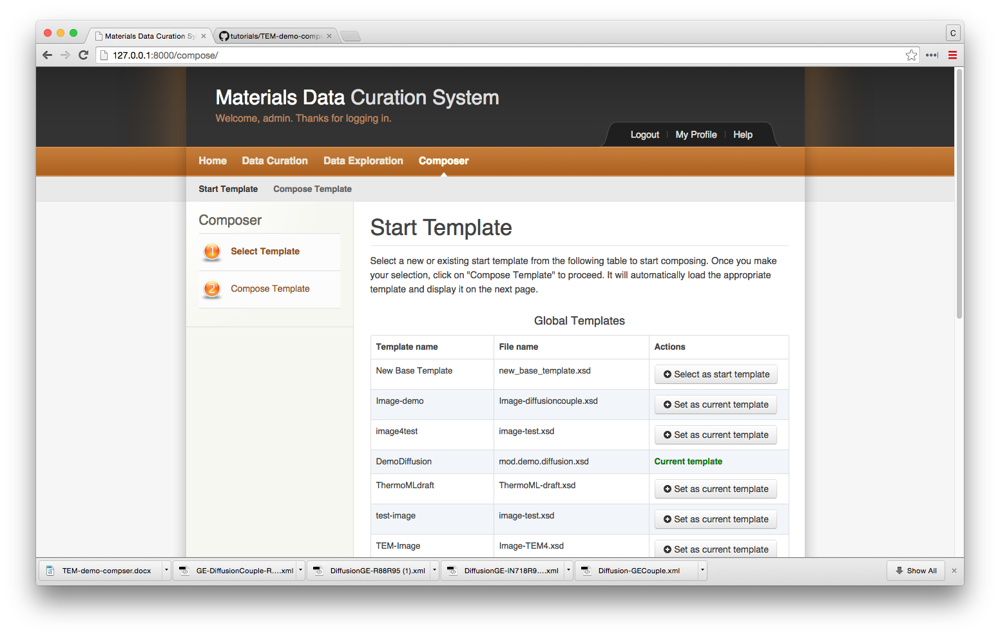 Materials Data Curation Sy
tutorials/TEM-demo-comp
C
127.0.0.1:8000/compose/
Materials Data Curation System
Welcome, admin. Thanks for logging in.
Logout My Profile Help
Home Data Curation Data Exploration Composer
Start Template Compose Template
Composer
1 Select Template
2 Compose Template
Start Template
Select a new or existing start template from the following table to start composing. Once you make
your selection, click on "Compose Template" to proceed. It will automatically load the appropriate
template and display it on the next page.
Global Templates
Template name File name Actions
New Base Template new_base_template.xsd Select as start template
Image-demo Image-diffusioncouple.xsd Set as current template
image4test image-test.xsd Set as current template
DemoDiffusion mod.demo.diffusion.xsd Current template
ThermoMLdraft ThermoML-draft.xsd Set as current template
test-image image-test.xsd Set as current template
TEM-Image Image-TEM4.xsd Set as current template
TEM-demo-compser.docx GE-DiffusionCouple-R....xml DiffusionGE-R88R95 (1).xml DiffusionGE-IN718R9....xml Diffusion-GECouple.xml Show All